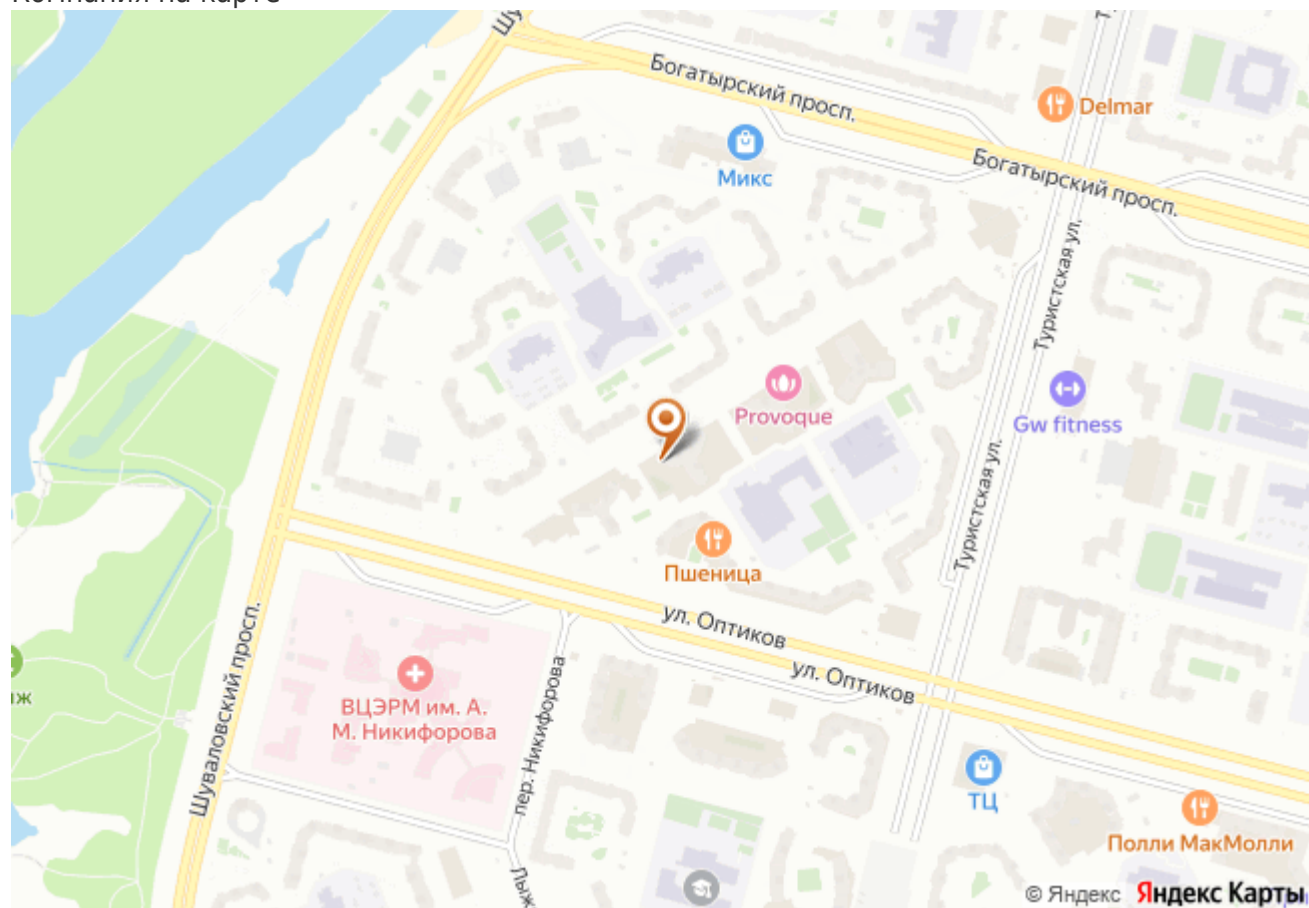 Компания на карте
Богатырский просп.
Delmar
Микс
Богатырский просп.
Туристская ул.
Provoque
Gw fitness
Туристская ул.
Пшеница
ул. Оптиков
ул. Оптиков
ВЦЭРМ им. А.
М. Никифорова
пер. Никифорова
Шуваловский просп.
ТЦ
Полли МакМолли
© Яндекс Яндекс Карты